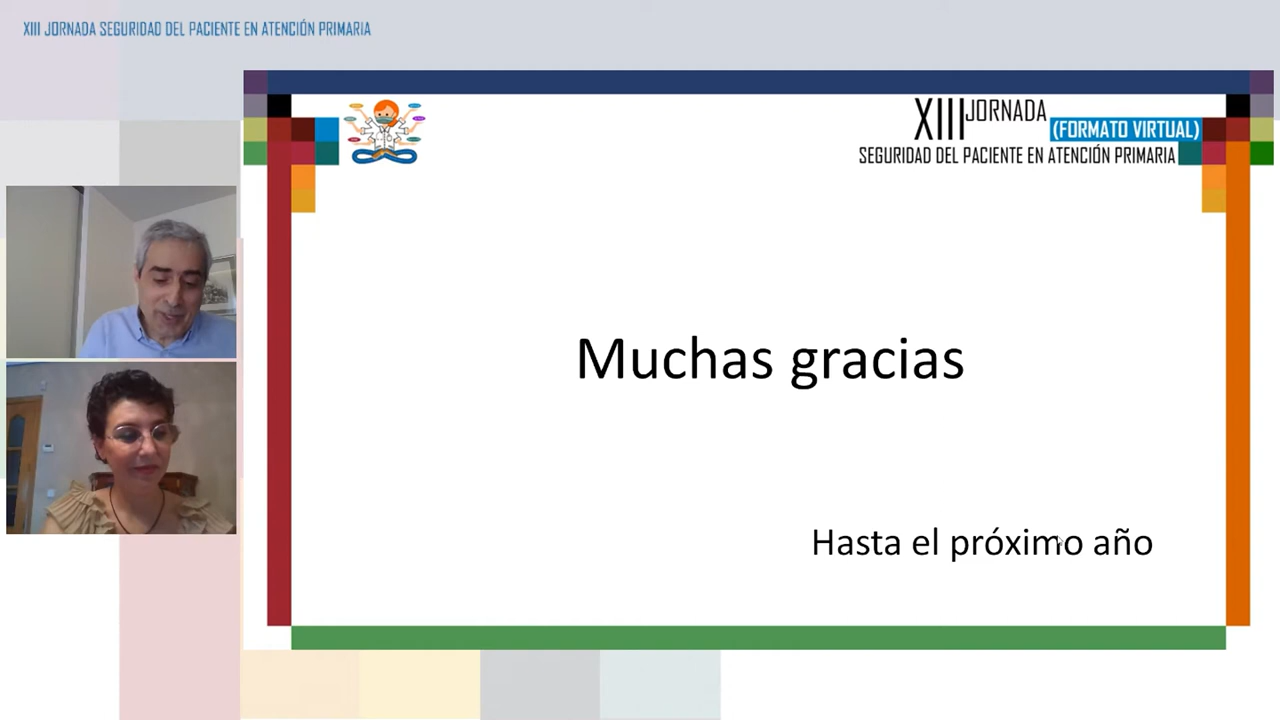 XIII JORNADA SEGURIDAD DEL PACIENTE EN ATENCIÓN PRIMARIA
XIII JORNADA
(FORMATO VIRTUAL)
SEGURIDAD DEL PACIENTE EN ATENCIÓN PRIMARIA
Muchas gracias
Hasta el próximo año